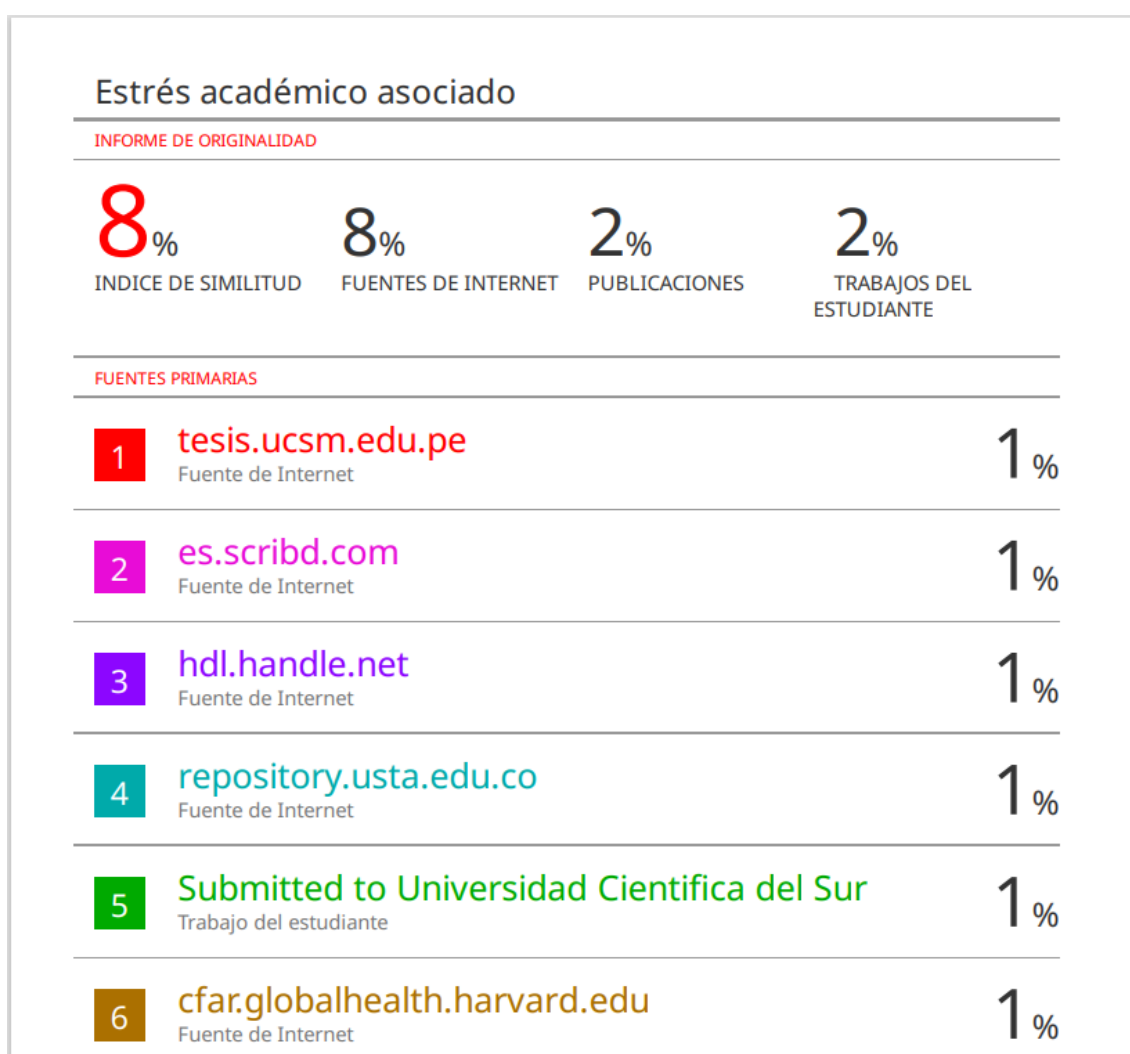 Estrés académico asociado
INFORME DE ORIGINALIDAD
8%
8%
2%
2%
INDICE DE SIMILITUD
FUENTES DE INTERNET
PUBLICACIONES
TRABAJOS DEL
ESTUDIANTE
FUENTES PRIMARIAS
1
tesis.ucsm.edu.pe
Fuente de Internet
1%
2
es.scribd.com
Fuente de Internet
1%
3
hdl.handle.net
Fuente de Internet
1%
4
repository.usta.edu.co
Fuente de Internet
1%
5
Submitted to Universidad Cientifica del Sur
Trabajo del estudiante
1%
6
cfar.globalhealth.harvard.edu
Fuente de Internet
1%